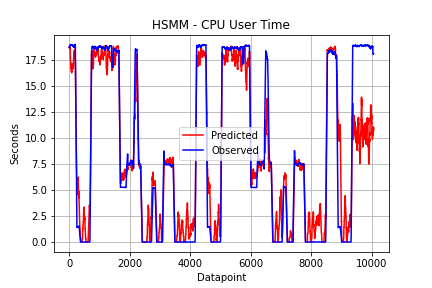 HSMM - CPU User Time
Seconds
17.5
15.0
12.5
10.0
7.5
5.0
2.5
0.0
Predicted
Observed
0 2000 4000 6000 8000 10000
Datapoint